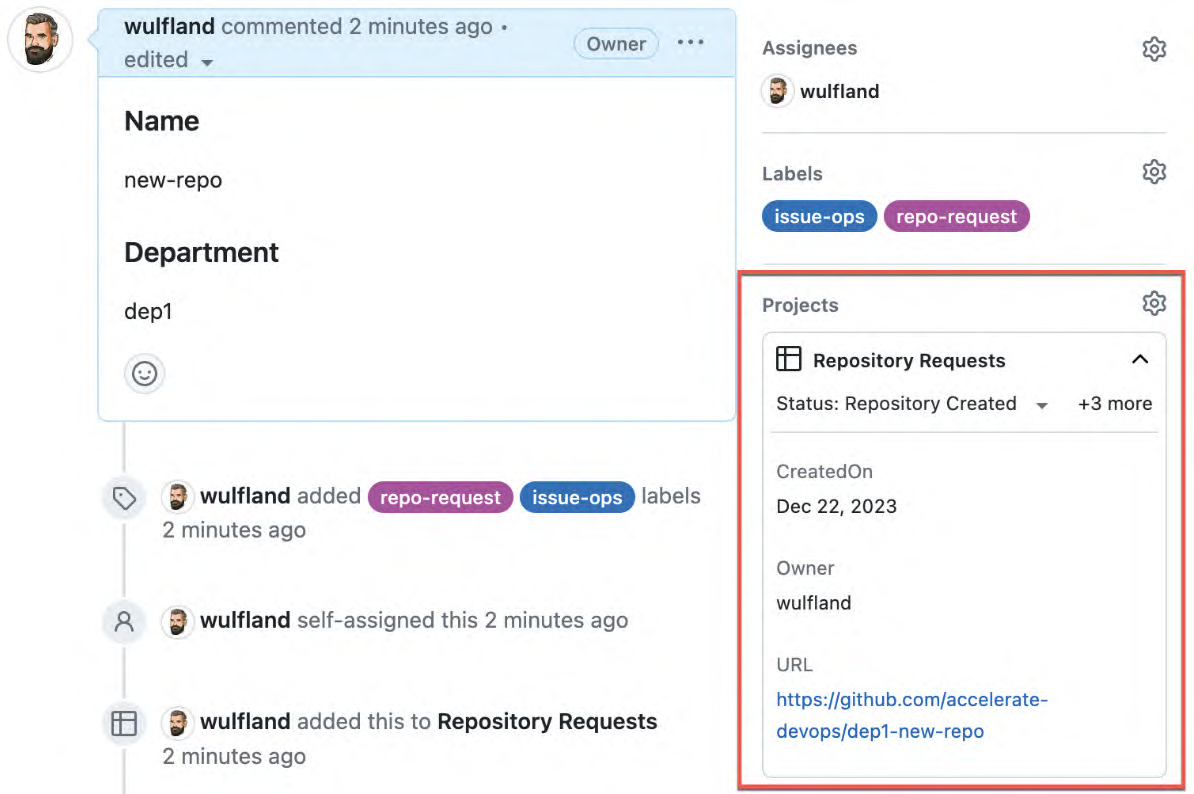 wulfland commented 2 minutes ago •
edited
Owner
Name
new-repo
Department
dep1
wulfland added repo-request issue-ops labels
2 minutes ago
wulfland self-assigned this 2 minutes ago
wulfland added this to Repository Requests
2 minutes ago
Assignees
wulfland
Labels
issue-ops repo-request
Projects
Repository Requests
Status: Repository Created +3 more
CreatedOn
Dec 22, 2023
Owner
wulfland
URL
https://github.com/accelerate-
devops/dep1-new-repo